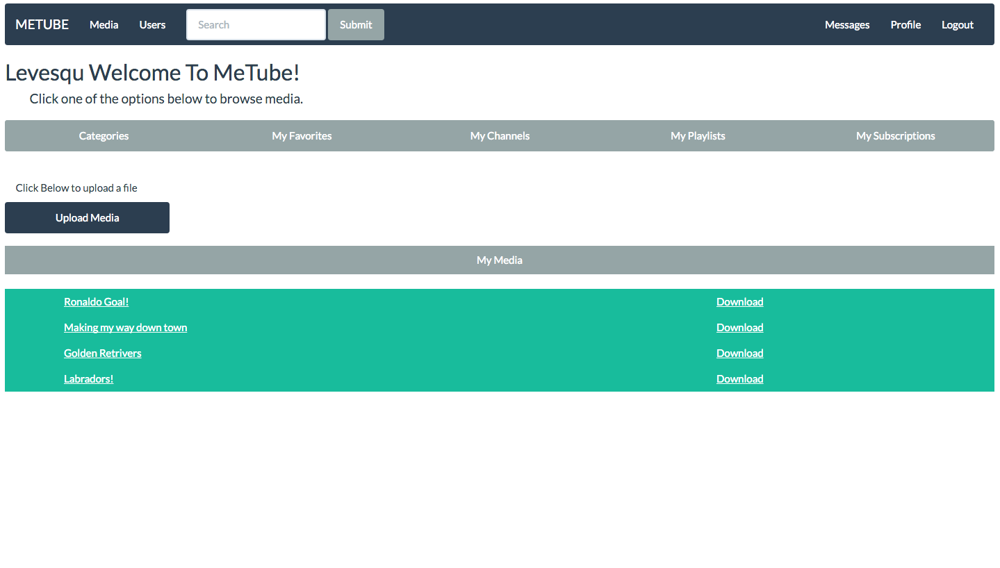 METUBE Media Users Search Submit Messages Profile Logout
Levesqu Welcome To MeTube!
Click one of the options below to browse media.
Categories My Favorites My Channels My Playlists My Subscriptions
Click Below to upload a file
Upload Media
My Media
Ronaldo Goal! Download
Making my way down town Download
Golden Retrivers Download
Labradors! Download